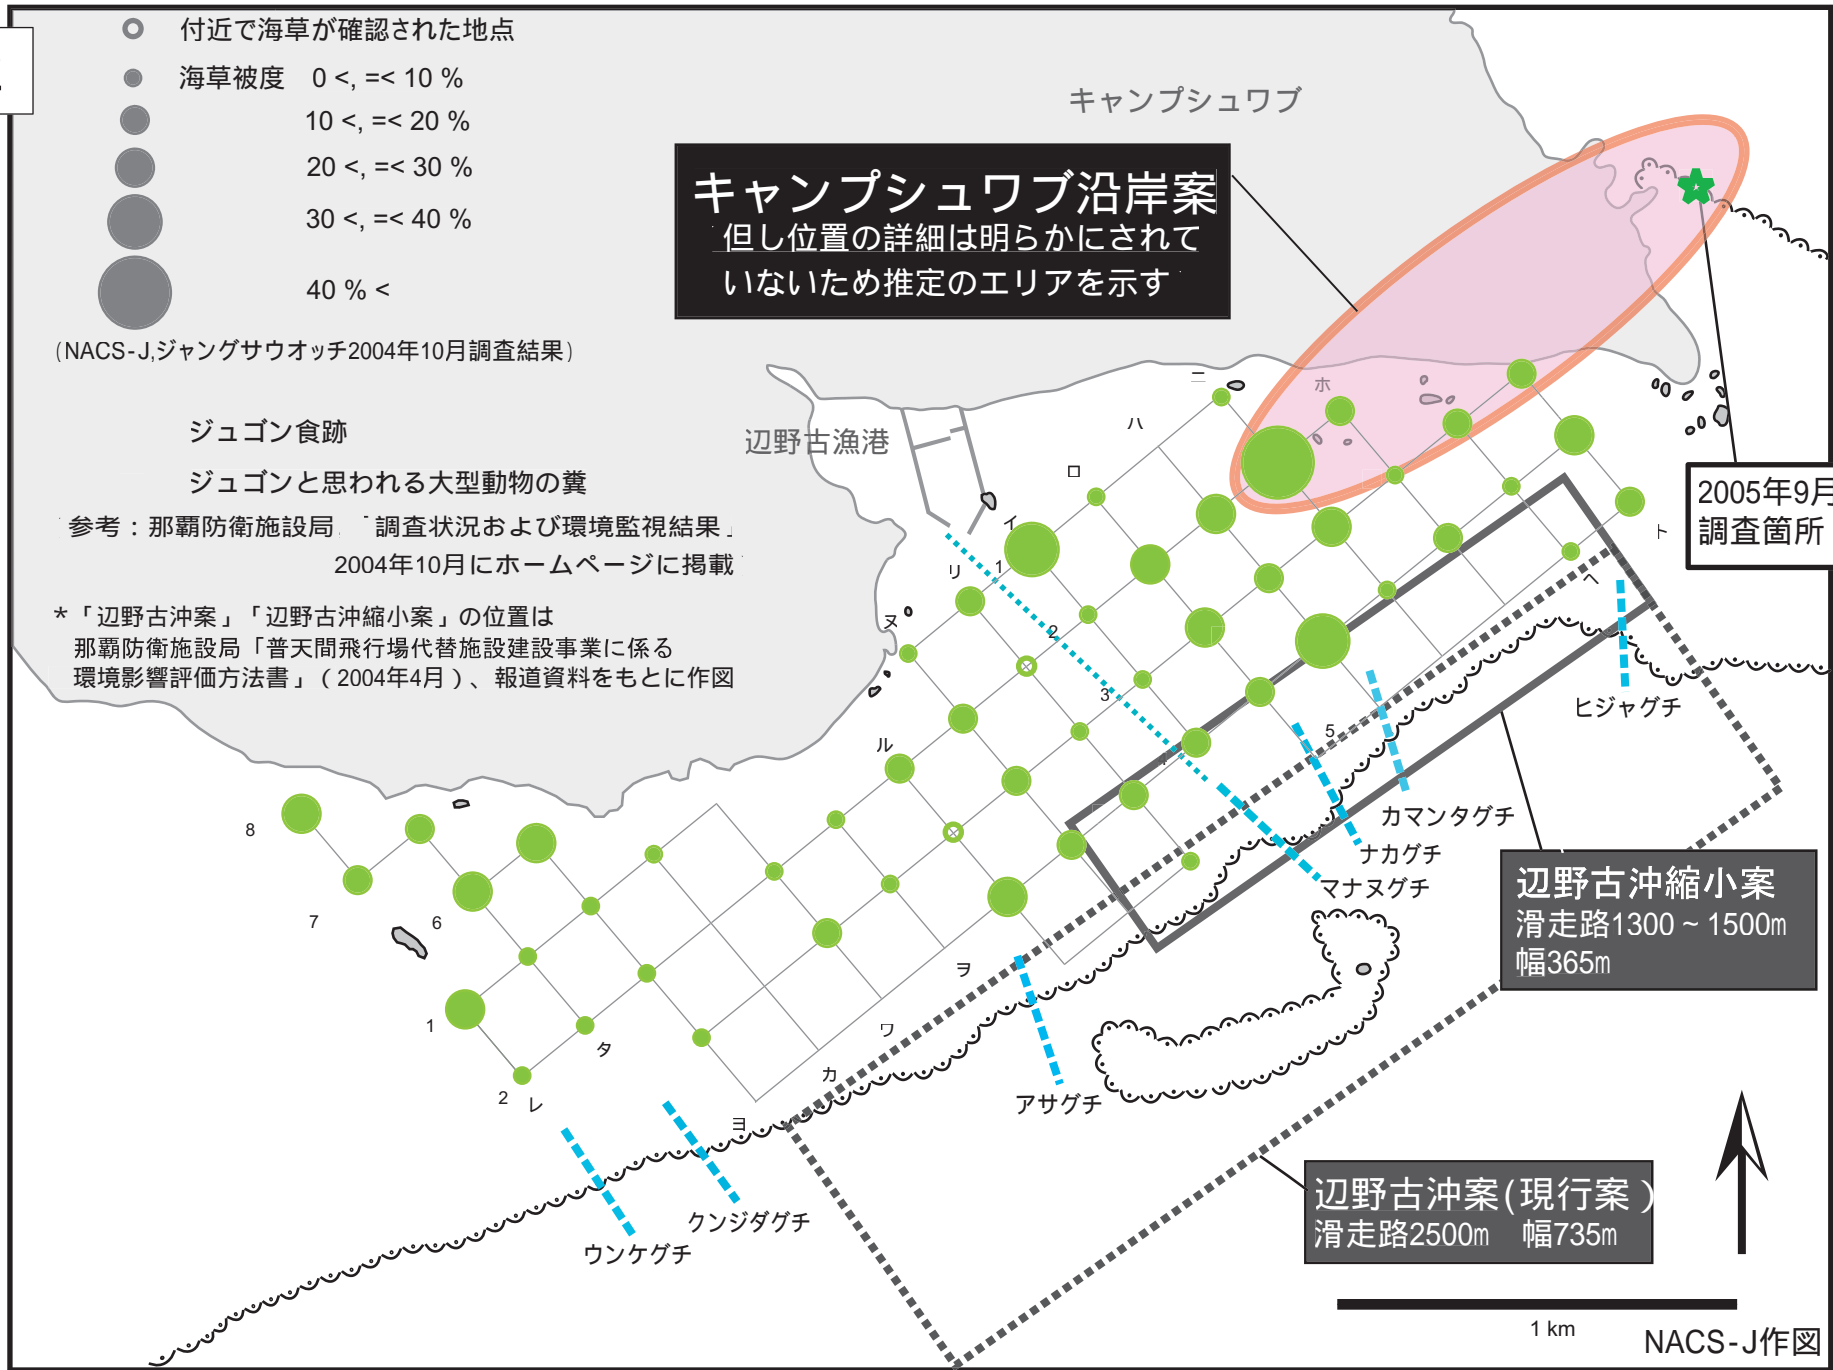 付近で海草が確認された地点
海草被度 0 <, =< 10 %
10 <, =< 20 %
20 <, =< 30 %
30 <, =< 40 %
40 % <
(NACS-J,ジャングサウオッチ2004年10月調査結果)
ジュゴン食跡
ジュゴンと思われる大型動物の糞
参考：那覇防衛施設局、「調査状況および環境監視結果」
2004年10月にホームページに掲載
*「辺野古沖案」「辺野古沖縮小案」の位置は
那覇防衛施設局「普天間飛行場代替施設建設事業に係る
環境影響評価方法書」（2004年4月）、報道資料をもとに作図
キャンプシュワブ
キャンプシュワブ沿岸案
但し位置の詳細は明らかにされて
いないため推定のエリアを示す
辺野古漁港
ニ
ホ
ハ
ロ
イ
リ
ヌ
ル
ト
ヘ
1
2
3
4
5
2005年9月
調査箇所
ヒジャグチ
カマンタグチ
ナカグチ
マナヌグチ
辺野古沖縮小案
滑走路1300 ~ 1500m
幅365m
8
7
6
1
2
レ
タ
ヨ
カ
ワ
ヲ
アサグチ
クンジダグチ
ウンケグチ
辺野古沖案(現行案)
滑走路2500m 幅735m
1 km
NACS-J作図